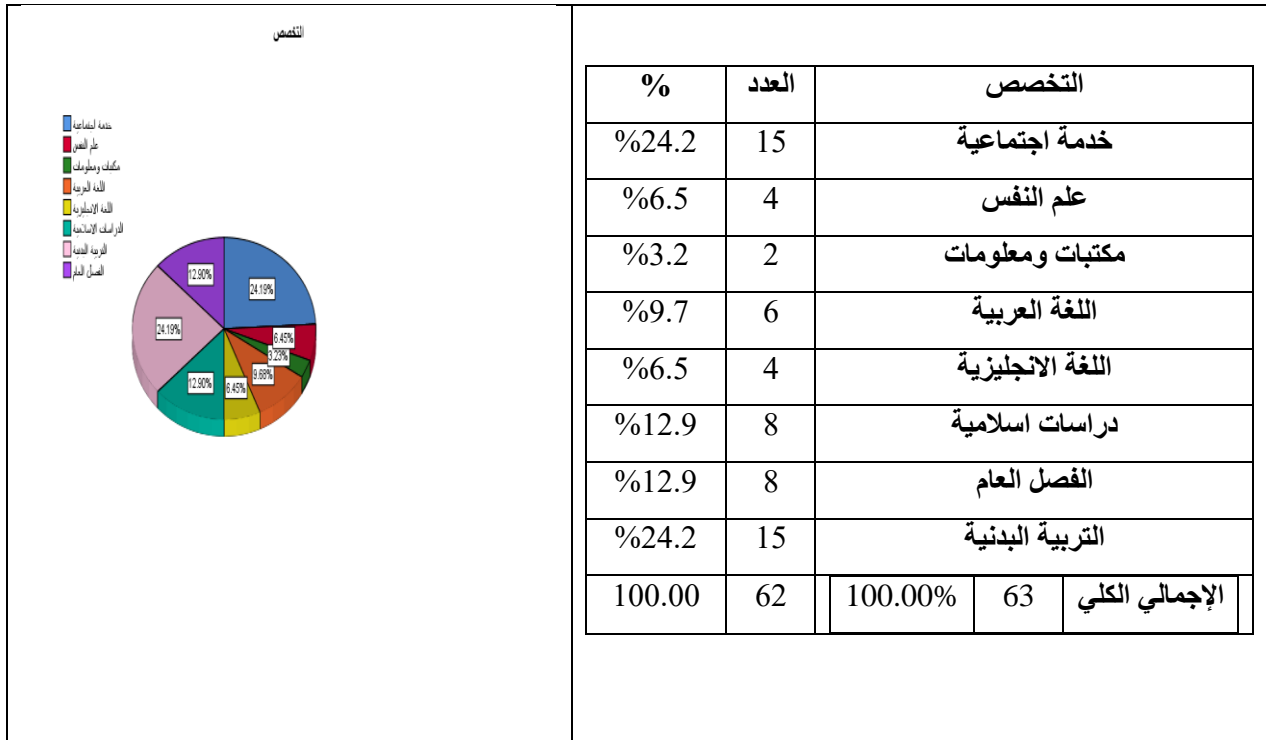 التخصص
خدمة اجتماعية
علم النفس
مكتبات ومعلومات
اللغة العربية
اللغة الانجليزية
الدراسات الاسلامية
التربية البدنية
الفصل العام
12.90%
24.19%
24.19%
6.45%
3.23%
9.68%
6.45%
12.90%
التخصص العدد %
خدمة اجتماعية 15 %24.2
علم النفس 4 %6.5
مكتبات ومعلومات 2 %3.2
اللغة العربية 6 %9.7
اللغة الانجليزية 4 %6.5
دراسات اسلامية 8 %12.9
الفصل العام 8 %12.9
التربية البدنية 15 %24.2
الإجمالي الكلي 63 100.00% 62 100.00